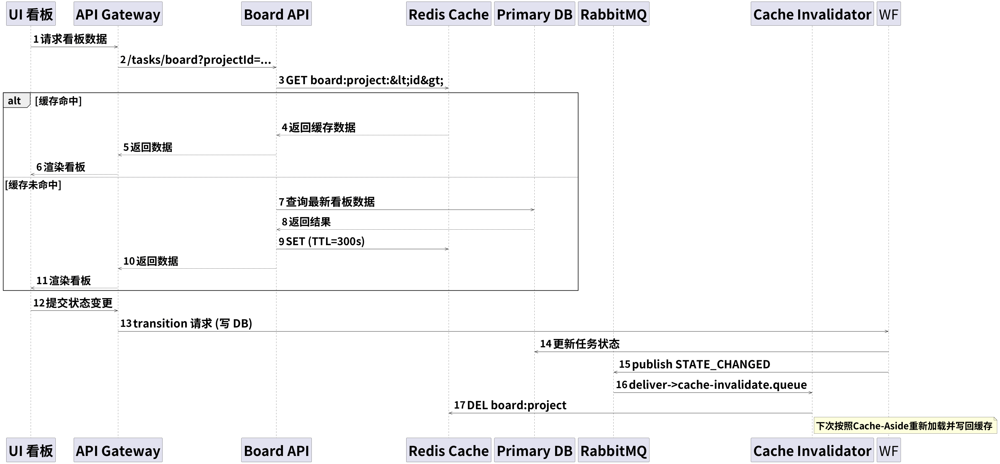 UI 看板 API Gateway Board API Redis Cache Primary DB RabbitMQ Cache Invalidator WF
1 请求看板数据
2 /tasks/board?projectId=...
3 GET board:project:&lt;id&gt;
alt [缓存命中]
4 返回缓存数据
5 返回数据
6 渲染看板
[缓存未命中]
7 查询最新看板数据
8 返回结果
9 SET (TTL=300s)
10 返回数据
11 渲染看板
12 提交状态变更
13 transition 请求 (写 DB)
14 更新任务状态
15 publish STATE_CHANGED
16 deliver->cache-invalidate.queue
17 DEL board:project
下次按照Cache-Aside重新加载并写回缓存
UI 看板 API Gateway Board API Redis Cache Primary DB RabbitMQ Cache Invalidator WF